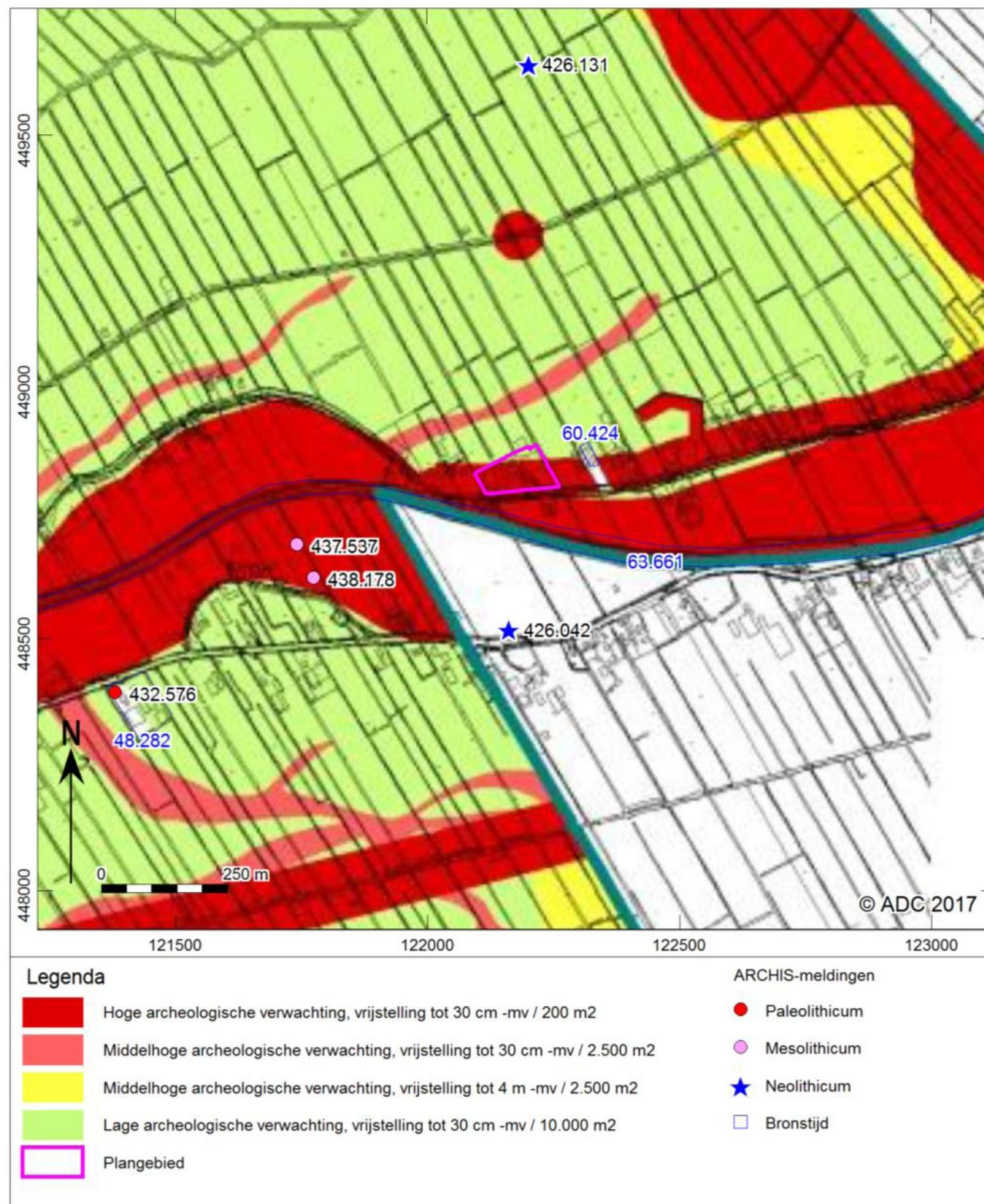 426.131
449500
449000
60.424
437.537
438.178
63.661
426.042
448500
432.576
N
48.282
0 250 m
448000
© ADC 2017
121500 122000 122500 123000
Legenda
Hoge archeologische verwachting, vrijstelling tot 30 cm -mv / 200 m2
Middelhoge archeologische verwachting, vrijstelling tot 30 cm -mv / 2.500 m2
Middelhoge archeologische verwachting, vrijstelling tot 4 m -mv / 2.500 m2
Lage archeologische verwachting, vrijstelling tot 30 cm -mv / 10.000 m2
Plangebied
ARCHIS-meldingen
Paleolithicum
Mesolithicum
Neolithicum
Bronstijd